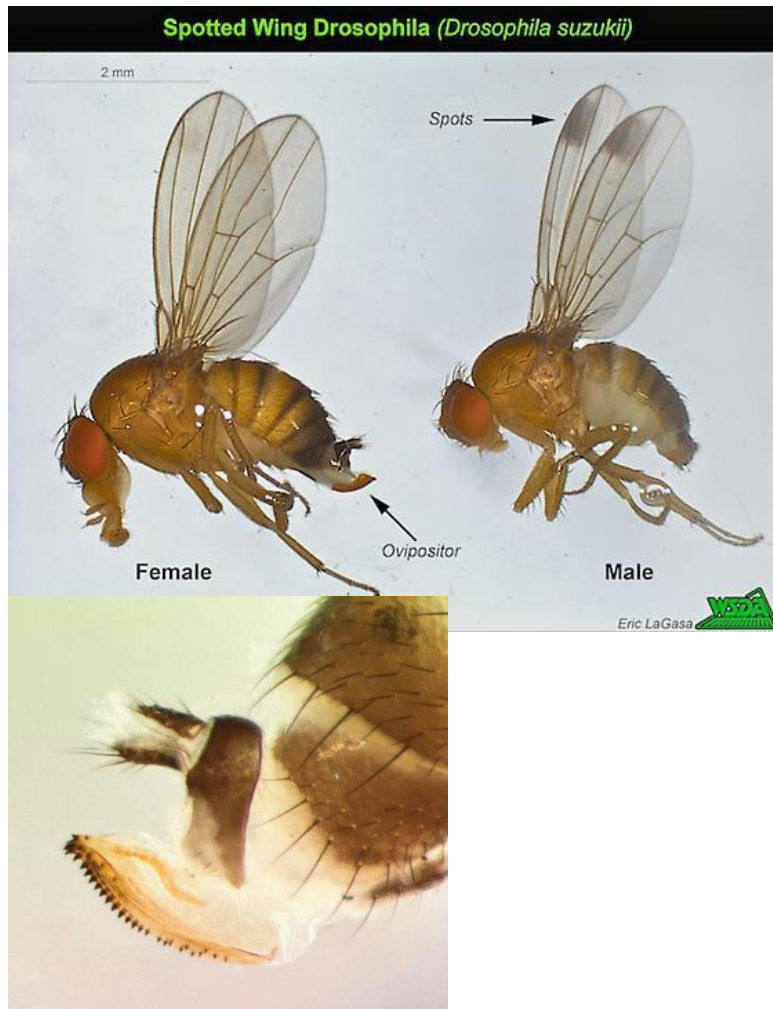 Spotted Wing Drosophila (Drosophila suzukii)
2 mm
Spots
Ovipositor
Female
Male
Eric LaGasa
WSDA